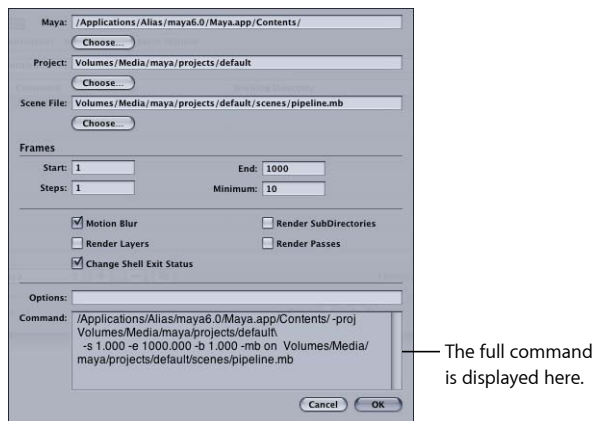 Maya: /Applications/Alias/maya6.0/Maya.app/Contents/
Choose...
Project: Volumes/Media/maya/projects/default
Choose...
Scene File: Volumes/Media/maya/projects/default/scenes/pipeline.mb
Choose...
Frames
Start: 1 End: 1000
Steps: 1 Minimum: 10
Motion Blur Render SubDirectories
Render Layers Render Passes
Change Shell Exit Status
Options:
Command: /Applications/Alias/maya6.0/Maya.app/Contents/ -proj
Volumes/Media/maya/projects/default\
-s 1.000 -e 1000.000 -b 1.000 -mb on Volumes/Media/
maya/projects/default/scenes/pipeline.mb
The full command
is displayed here.
Cancel OK